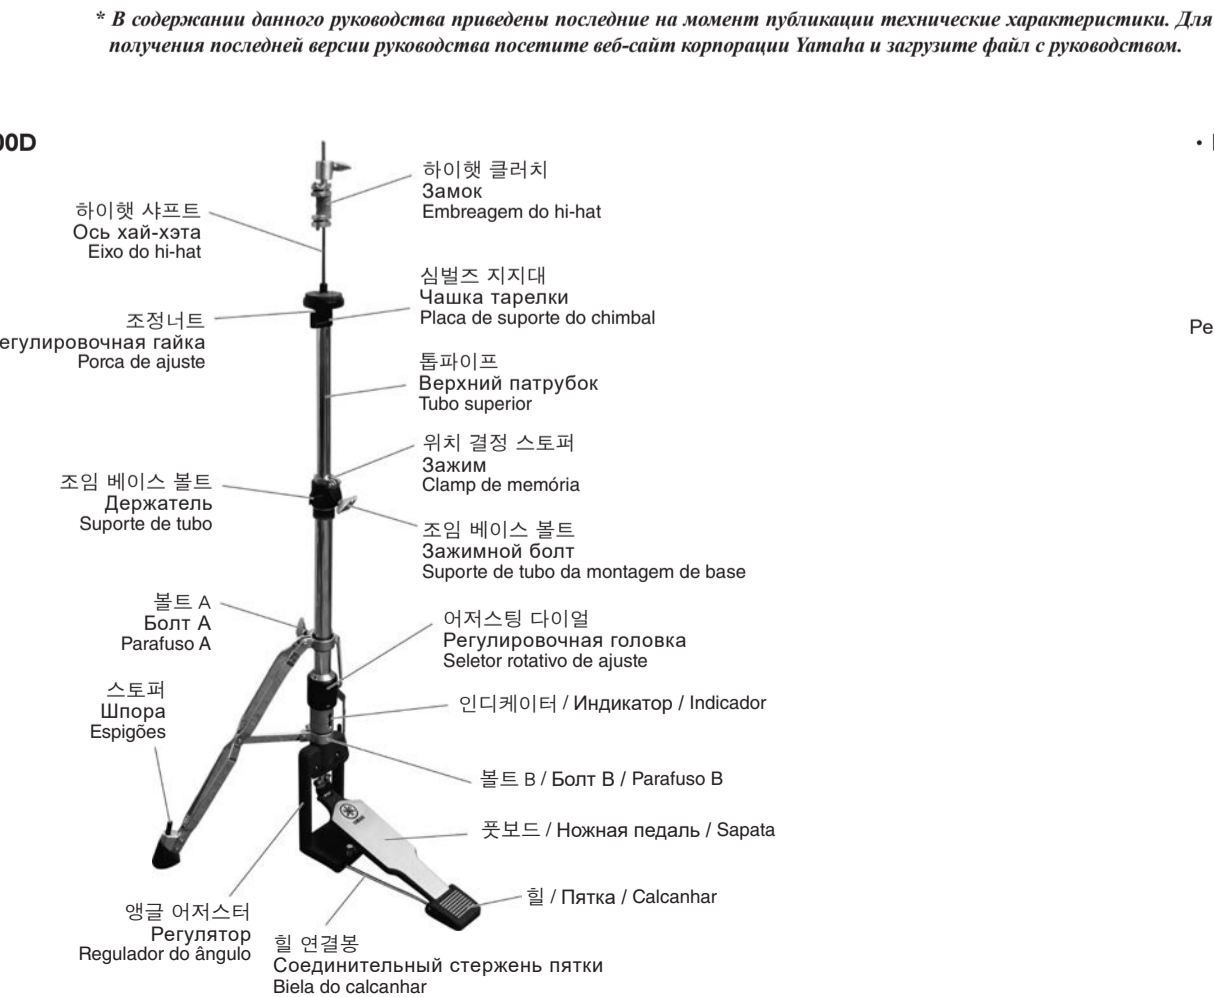 * В содержании данного руководства приведены последние на момент публикации технические характеристики. Для
получения последней версии руководства посетите веб-сайт корпорации Yamaha и загрузите файл с руководством.
00D
하이햇 클러치
Замок
Embreagem do hi-hat
하이햇 샤프트
Ось хай-хэта
Eixo do hi-hat
심벌즈 지지대
Чашка тарелки
Placa de suporte do chimbal
조정너트
егулировочная гайка
Porca de ajuste
톱파이프
Верхний патрубок
Tubo superior
위치 결정 스토퍼
Зажим
Clamp de memória
조임 베이스 볼트
Держатель
Suporte de tubo
조임 베이스 볼트
Зажимной болт
Suporte de tubo da montagem de base
볼트 A
Болт A
Parafuso A
어저스팅 다이얼
Регулировочная головка
Seletor rotativo de ajuste
스토퍼
Шпора
Espigões
인디케이터 / Индикатор / Indicador
볼트 B / Болт B / Parafuso B
풋보드 / Ножная педаль / Sapata
힐 / Пятка / Calcanhar
앵글 어저스터
Регулятор
Regulador do ângulo
힐 연결봉
Соединительный стержень пятки
Biela do calcanhar
Ре